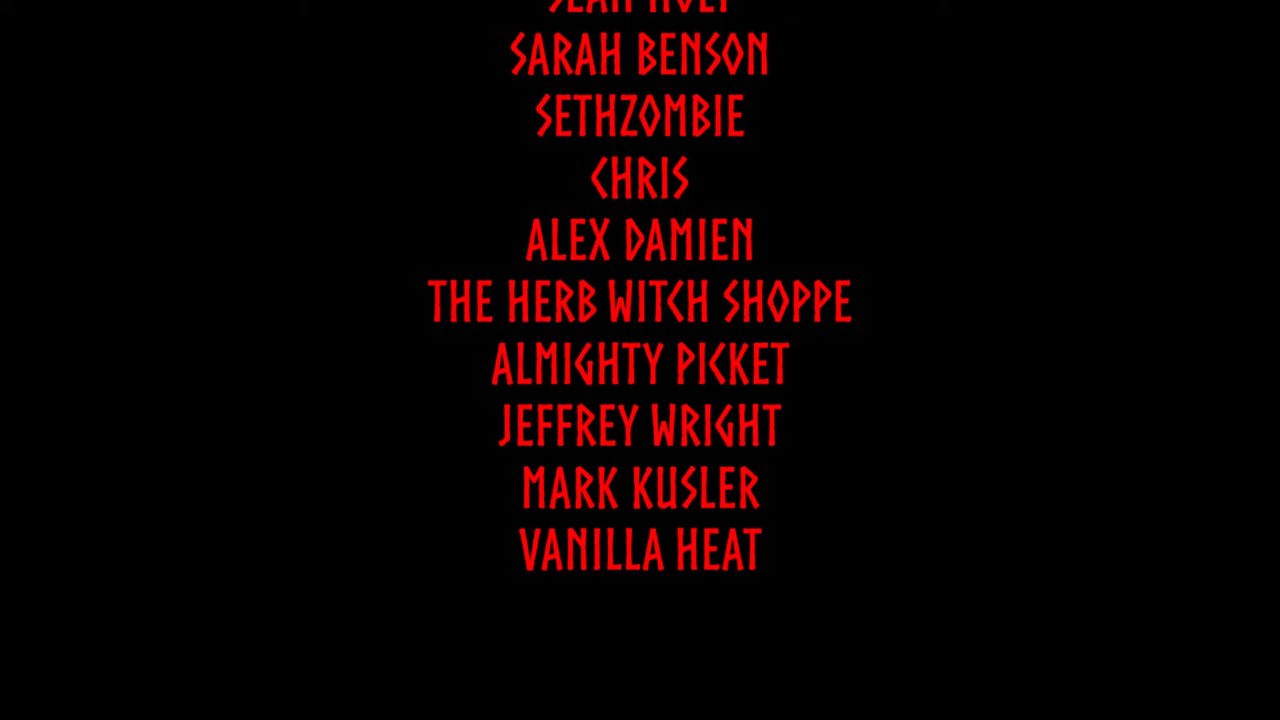 SARAH BENSON
SETHZOMBIE
CHRIS
ALEX DAMIEN
THE HERB WITCH SHOPPE
ALMIGHTY PICKET
JEFFREY WRIGHT
MARK KUSLER
VANILLA HEAT